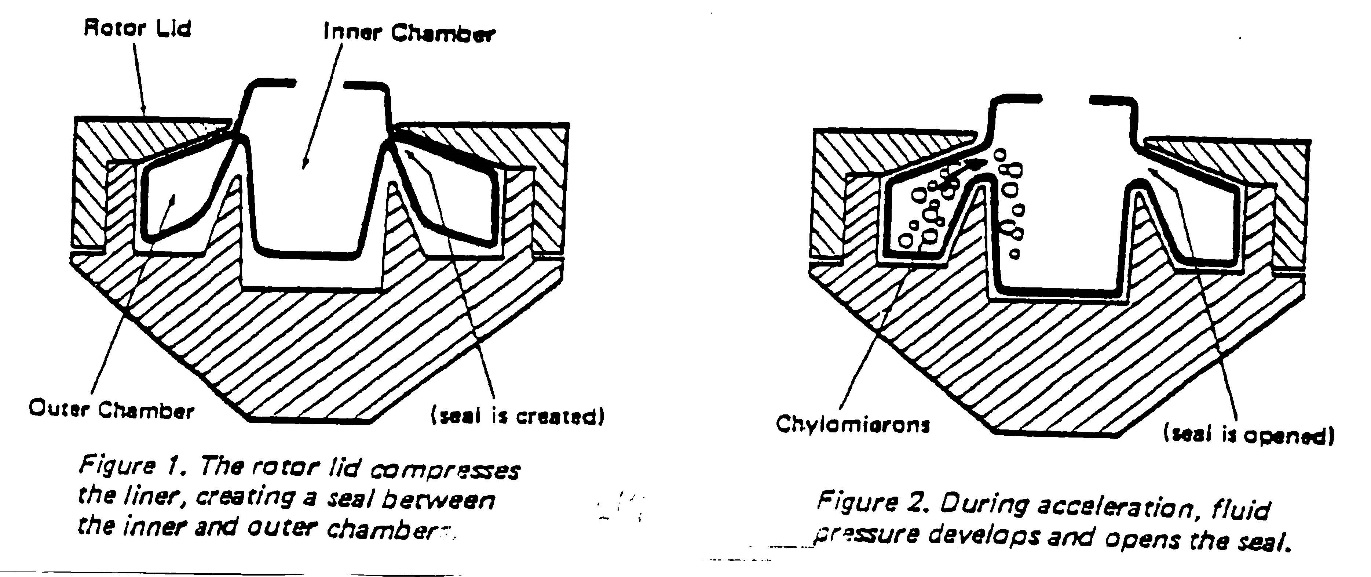 Rotor Lid
Inner Chamber
Outer Chamber
(seal is created)
Figure 1. The rotor lid compresses
the liner, creating a seal between
the inner and outer chambers.
Chylomicrons
(seal is opened)
Figure 2. During acceleration, fluid
pressure develops and opens the seal.